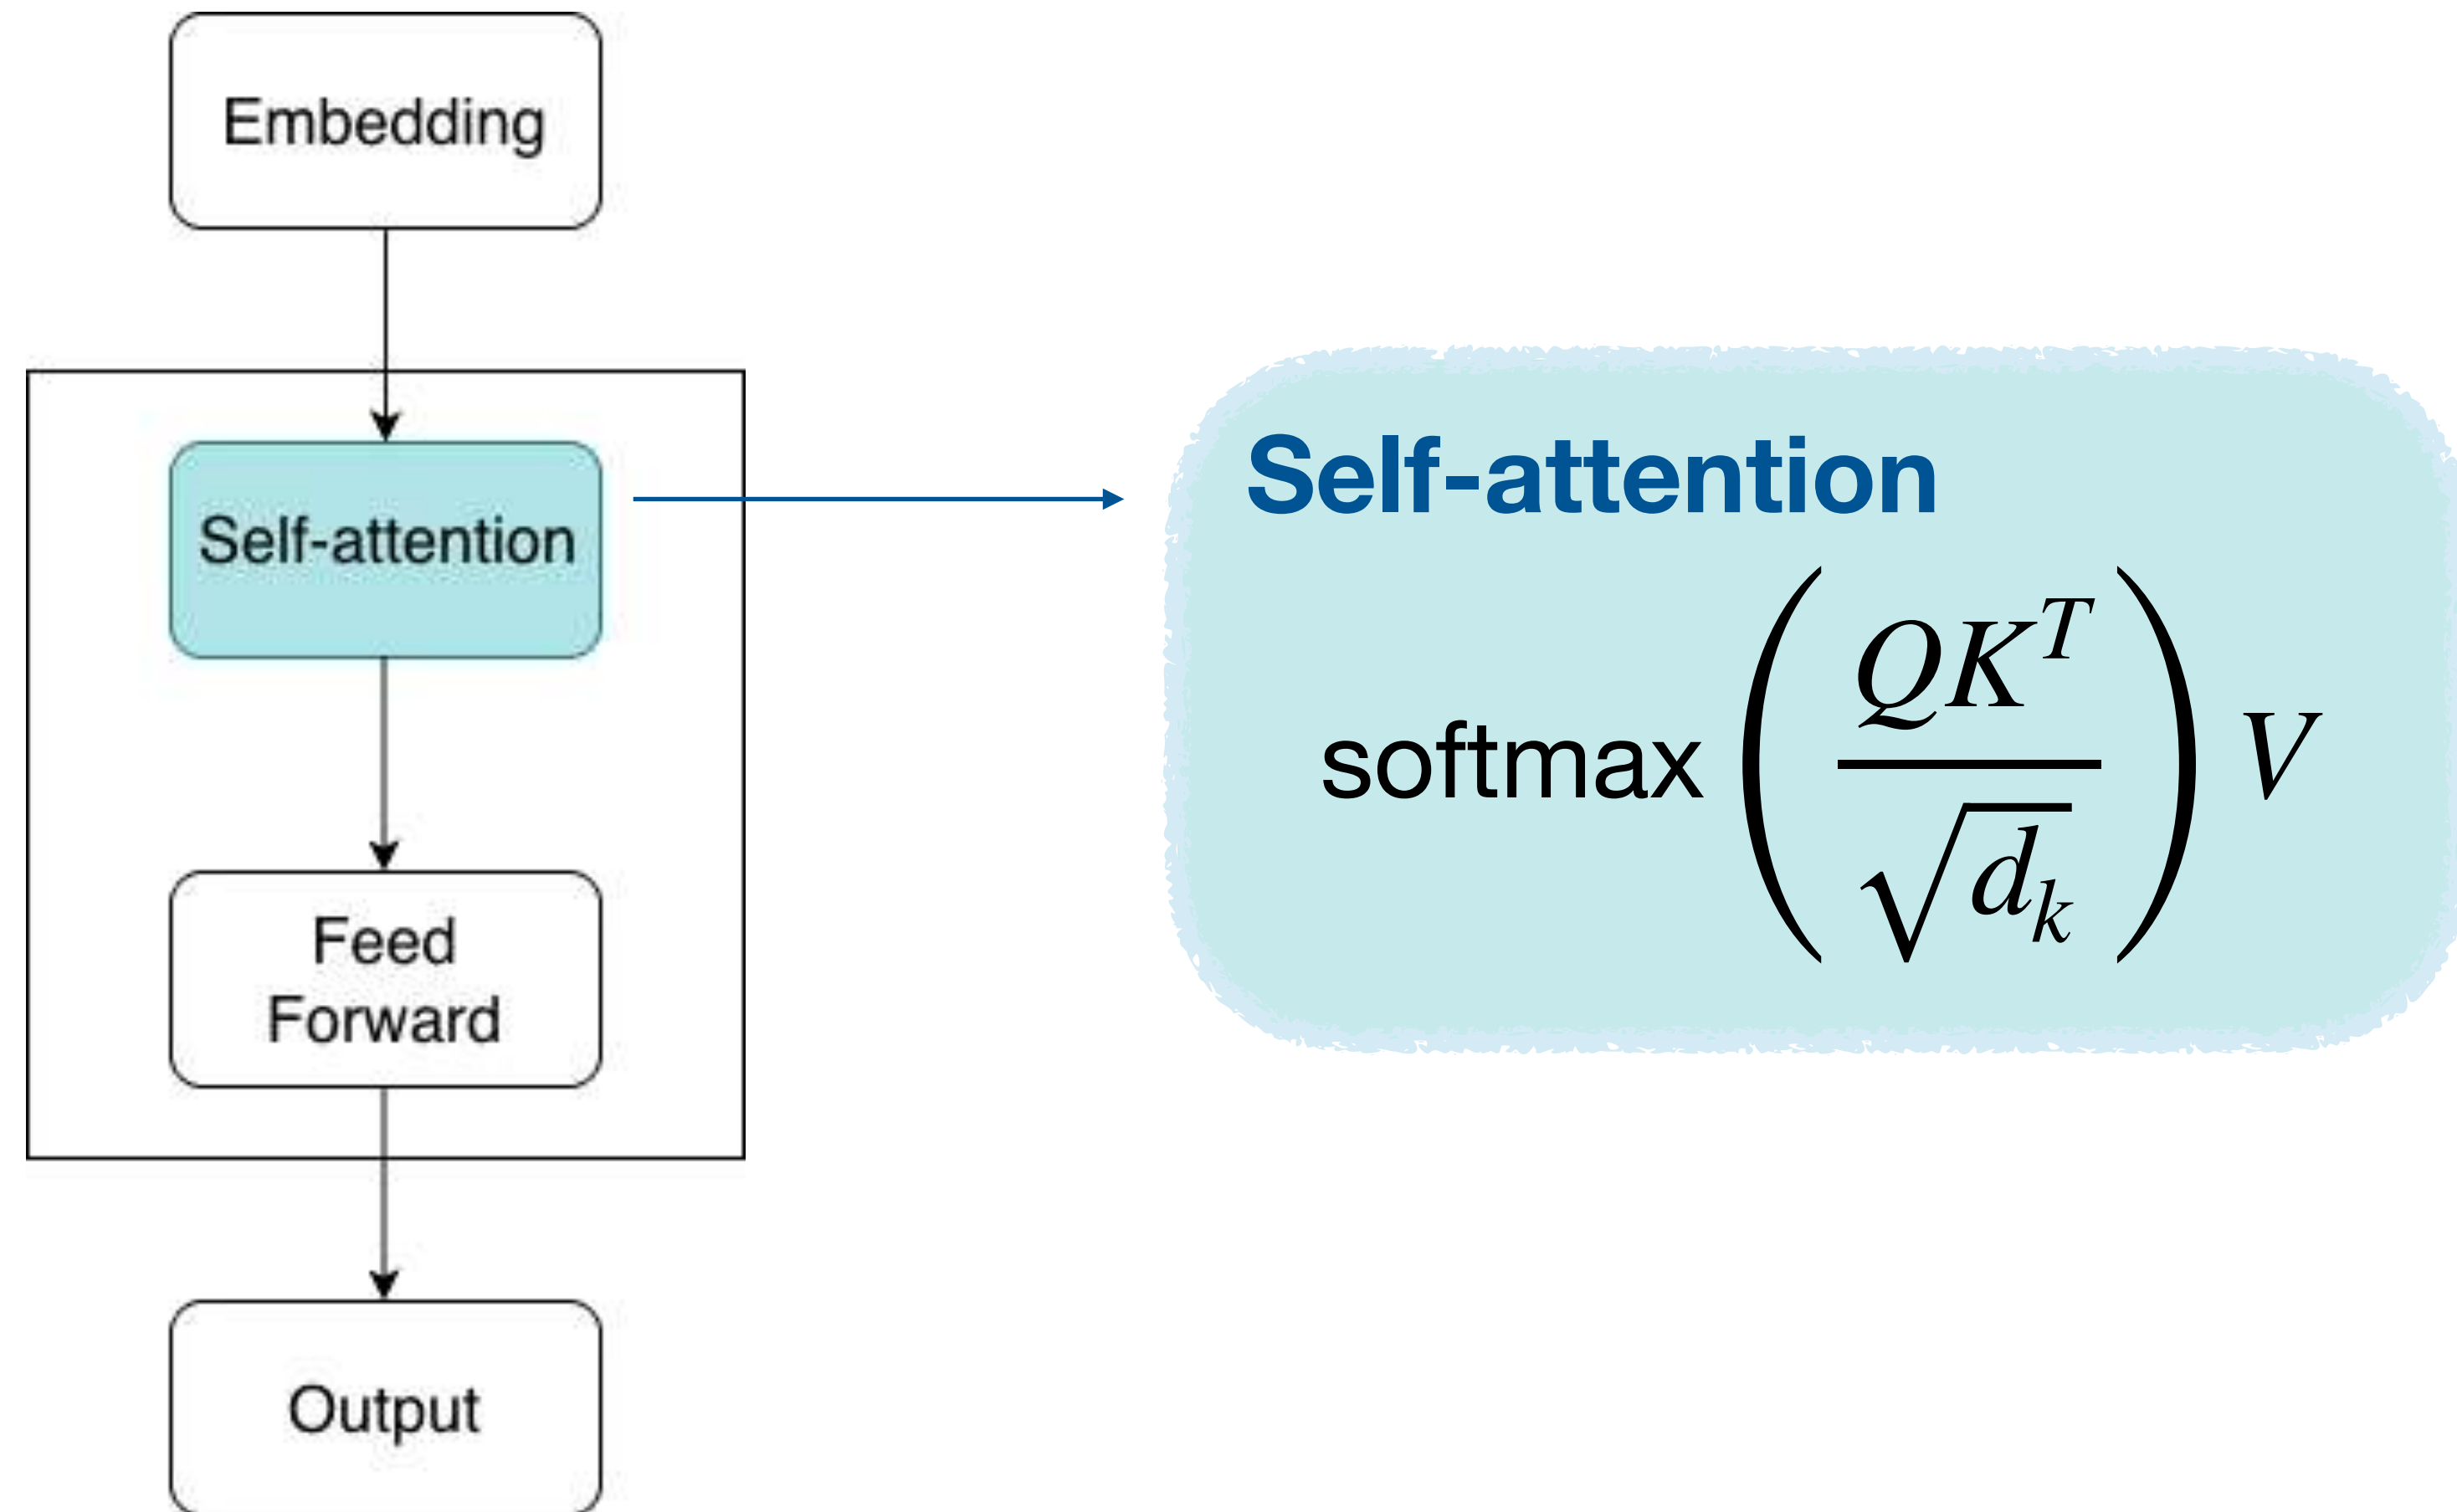 Embedding
Self-attention
Feed
Forward
Output
Self-attention
softmax ( QK^T / √d_k ) V